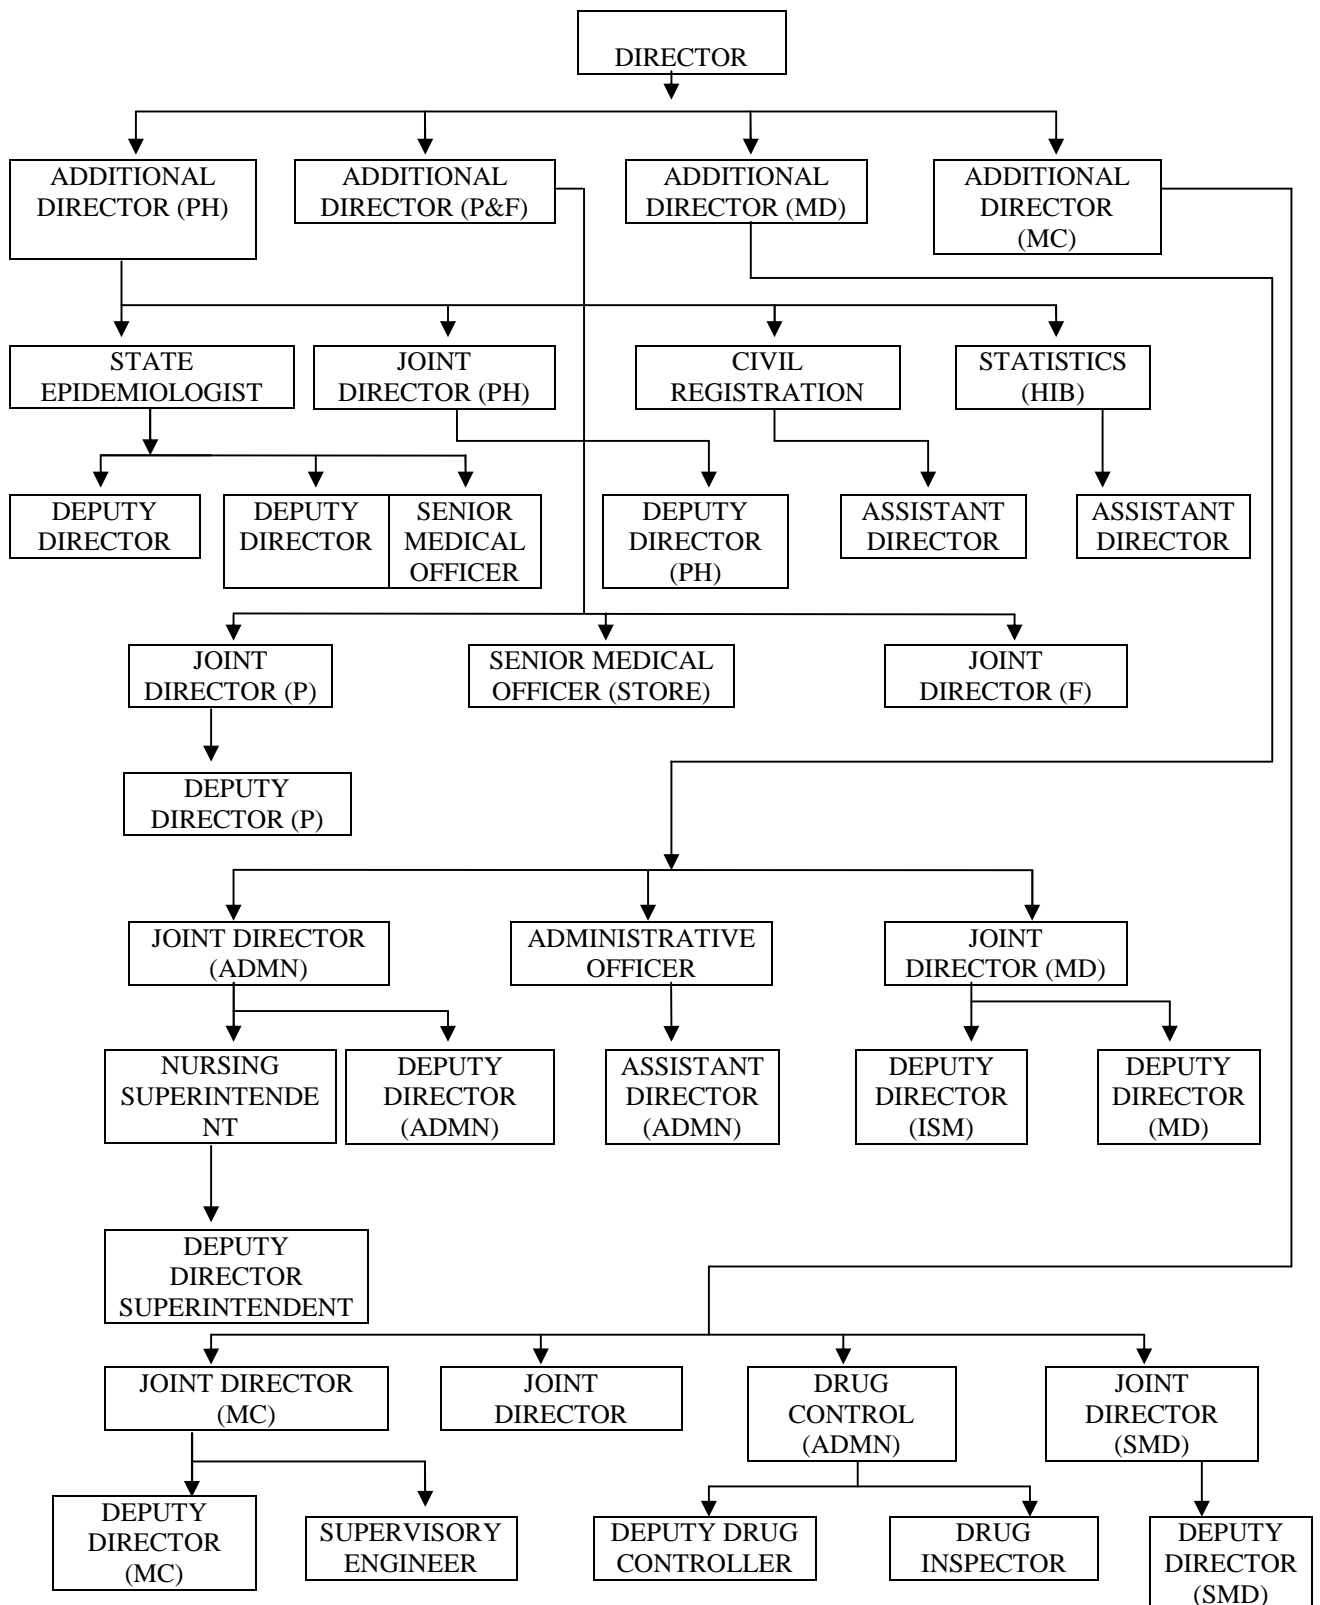 DIRECTOR
ADDITIONAL
DIRECTOR (PH)
ADDITIONAL
DIRECTOR (P&F)
ADDITIONAL
DIRECTOR (MD)
ADDITIONAL
DIRECTOR
(MC)
STATE
EPIDEMIOLOGIST
JOINT
DIRECTOR (PH)
CIVIL
REGISTRATION
STATISTICS
(HIB)
DEPUTY
DIRECTOR
DEPUTY
DIRECTOR
SENIOR
MEDICAL
OFFICER
DEPUTY
DIRECTOR
(PH)
ASSISTANT
DIRECTOR
ASSISTANT
DIRECTOR
JOINT
DIRECTOR (P)
SENIOR MEDICAL
OFFICER (STORE)
JOINT
DIRECTOR (F)
DEPUTY
DIRECTOR (P)
JOINT DIRECTOR
(ADMN)
ADMINISTRATIVE
OFFICER
JOINT
DIRECTOR (MD)
NURSING
SUPERINTENDE
NT
DEPUTY
DIRECTOR
(ADMN)
ASSISTANT
DIRECTOR
(ADMN)
DEPUTY
DIRECTOR
(ISM)
DEPUTY
DIRECTOR
(MD)
DEPUTY
DIRECTOR
SUPERINTENDENT
JOINT DIRECTOR
(MC)
JOINT
DIRECTOR
DRUG
CONTROL
(ADMN)
JOINT
DIRECTOR
(SMD)
DEPUTY
DIRECTOR
(MC)
SUPERVISORY
ENGINEER
DEPUTY DRUG
CONTROLLER
DRUG
INSPECTOR
DEPUTY
DIRECTOR
(SMD)